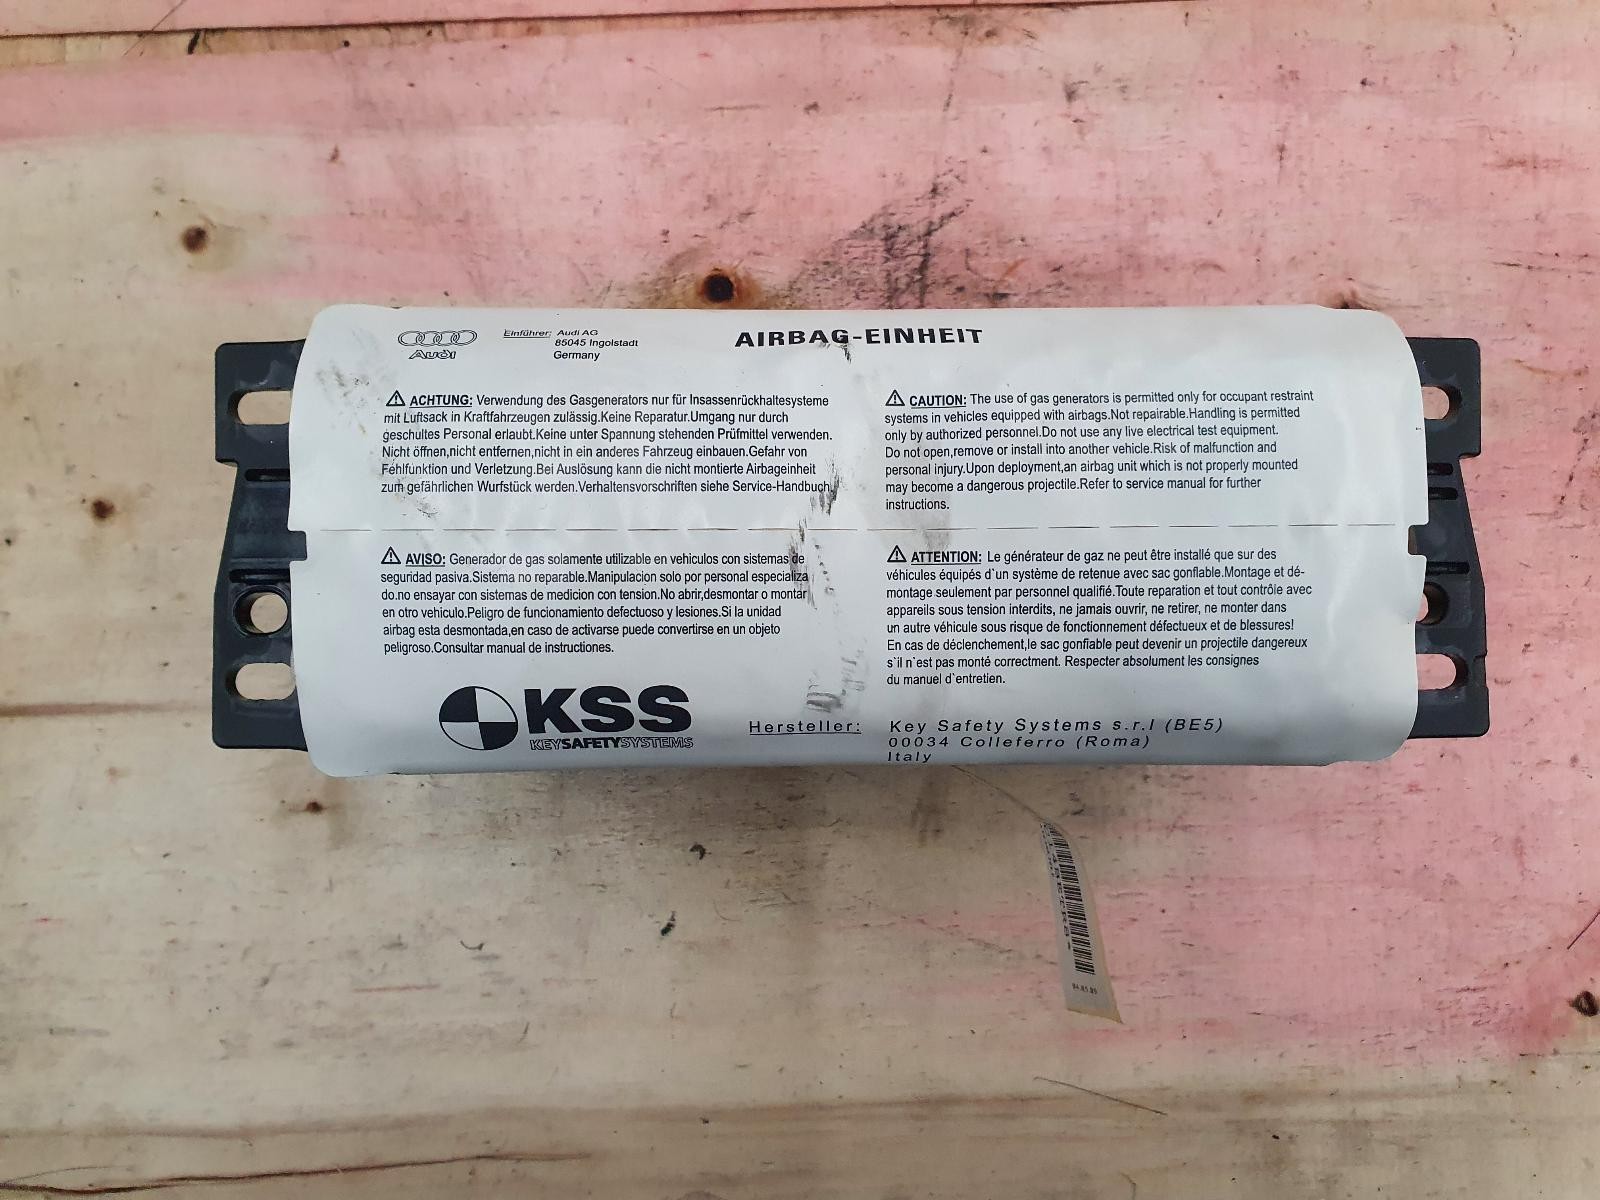 Audi
Einführer: Audi AG
85045 Ingolstadt
Germany
AIRBAG-EINHEIT
ACHTUNG: Verwendung des Gasgenerators nur für Insassenrückhaltesysteme
mit Luftsack in Kraftfahrzeugen zulässig.Keine Reparatur.Umgang nur durch
geschultes Personal erlaubt.Keine unter Spannung stehenden Prüfmittel verwenden.
Nicht öffnen,nicht entfernen,nicht in ein anderes Fahrzeug einbauen.Gefahr von
Fehlfunktion und Verletzung.Bei Auslösung kann die nicht montierte Airbageinheit
zum gefährlichen Wurfstück werden.Verhaltensvorschriften siehe Service-Handbuch.
CAUTION: The use of gas generators is permitted only for occupant restraint
systems in vehicles equipped with airbags.Not repairable.Handling is permitted
only by authorized personnel.Do not use any live electrical test equipment.
Do not open,remove or install into another vehicle.Risk of malfunction and
personal injury.Upon deployment,an airbag unit which is not properly mounted
may become a dangerous projectile.Refer to service manual for further
instructions.
AVISO: Generador de gas solamente utilizable en vehiculos con sistemas de
seguridad pasiva.Sistema no reparable.Manipulacion solo por personal especializa
do.no ensayar con sistemas de medicion con tension.No abrir,desmontar o montar
en otro vehiculo.Peligro de funcionamiento defectuoso y lesiones.Si la unidad
airbag esta desmontada,en caso de activarse puede convertirse en un objeto
peligroso.Consultar manual de instructiones.
ATTENTION: Le générateur de gaz ne peut être installé que sur des
véhicules équipés d`un système de retenue avec sac gonflable.Montage et dé-
montage seulement par personnel qualifié.Toute reparation et tout contrôle avec
appareils sous tension interdits, ne jamais ouvrir, ne retirer, ne monter dans
un autre véhicule sous risque de fonctionnement défectueux et de blessures!
En cas de déclenchement,le sac gonfiable peut devenir un projectile dangereux
s`il n`est pas monté correctment. Respecter absolument les consignes
du manuel d`entretien.
KSS
KEYSAFETYSYSTEMS
Hersteller: Key Safety Systems s.r.l (BE5)
00034 Colleferro (Roma)
Italy